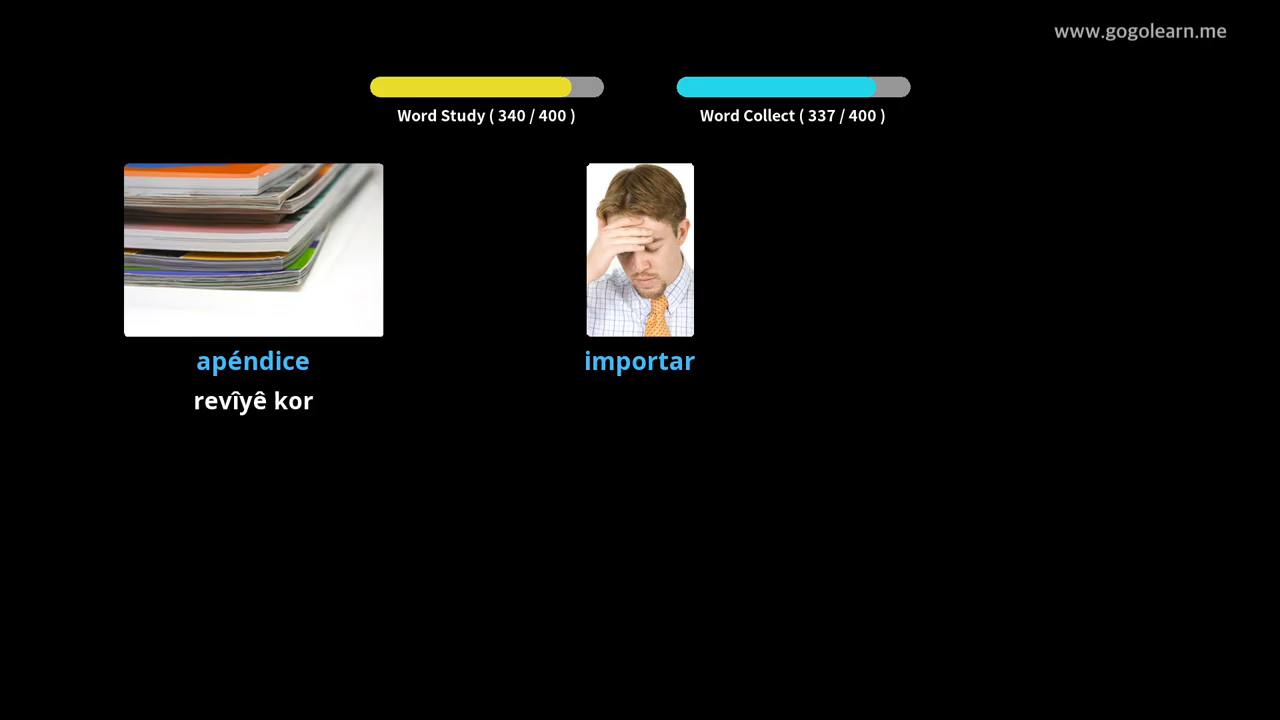 www.gogolearn.me
Word Study ( 340 / 400 )
Word Collect ( 337 / 400 )
apéndice
importar
revîyê kor